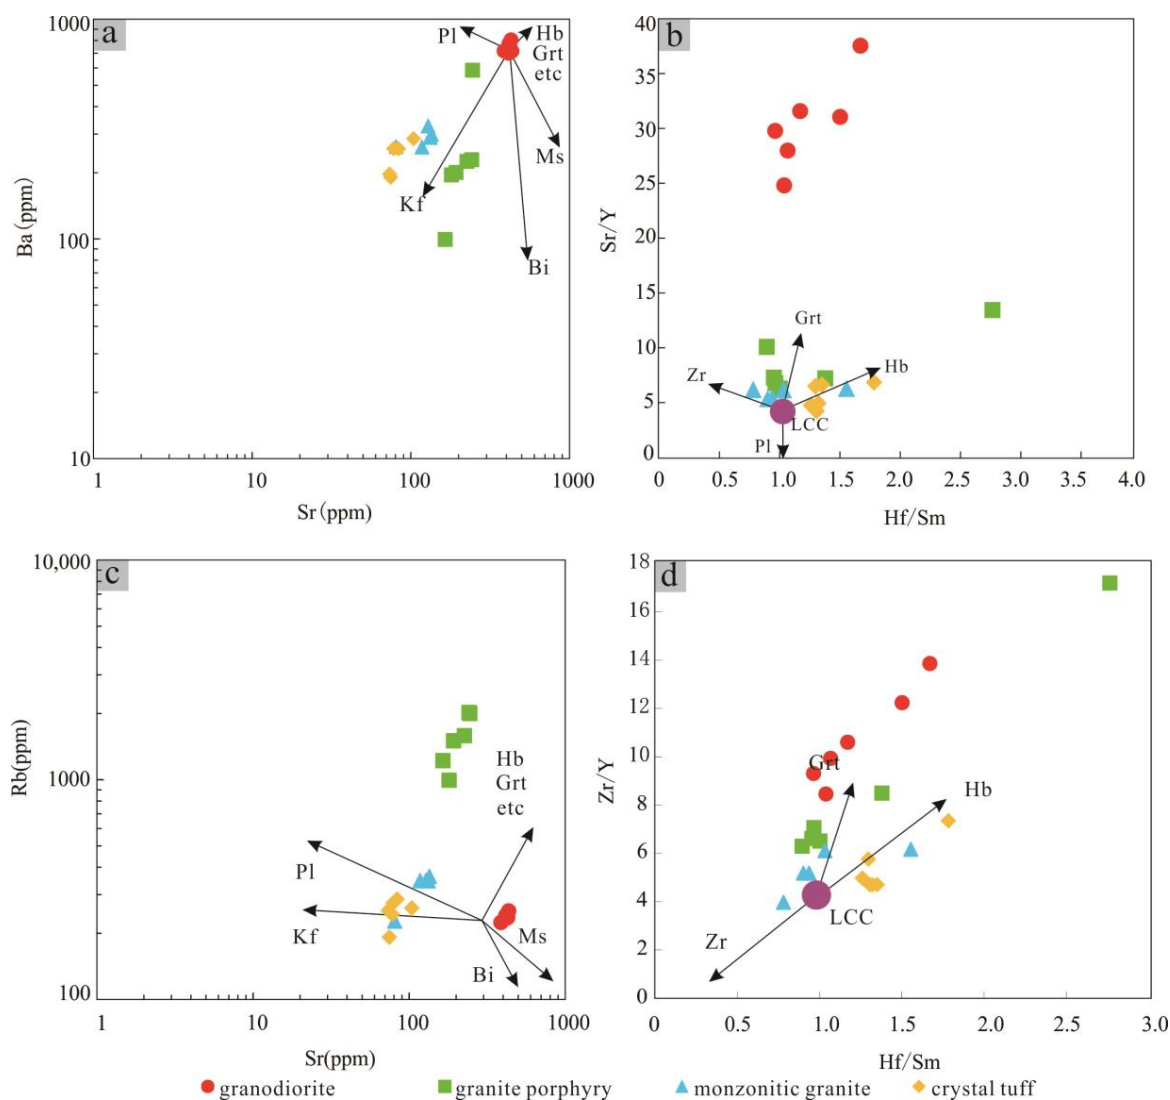 a
1000
100
10
Ba(ppm)
Pl
Hb
Grt
etc
Ms
Kf
Bi
1
10
100
1000
Sr(ppm)
b
40
35
30
25
20
15
10
5
0
Sr/Y
Grt
Zr
Hb
LCC
Pl
0
1.0
1.5
2.0
2.5
3.0
3.5
4.0
Hf/Sm
c
10,000
1000
100
Rb(ppm)
Hb
Grt
etc
Pl
Kf
Ms
Bi
1
10
100
1000
Sr(ppm)
d
18
16
14
12
10
8
6
4
2
0
Zr/Y
Grt
Hb
LCC
Zr
0
0.5
1.0
1.5
2.0
2.5
3.0
Hf/Sm
granodiorite
granite porphyry
monzonitic granite
crystal tuff